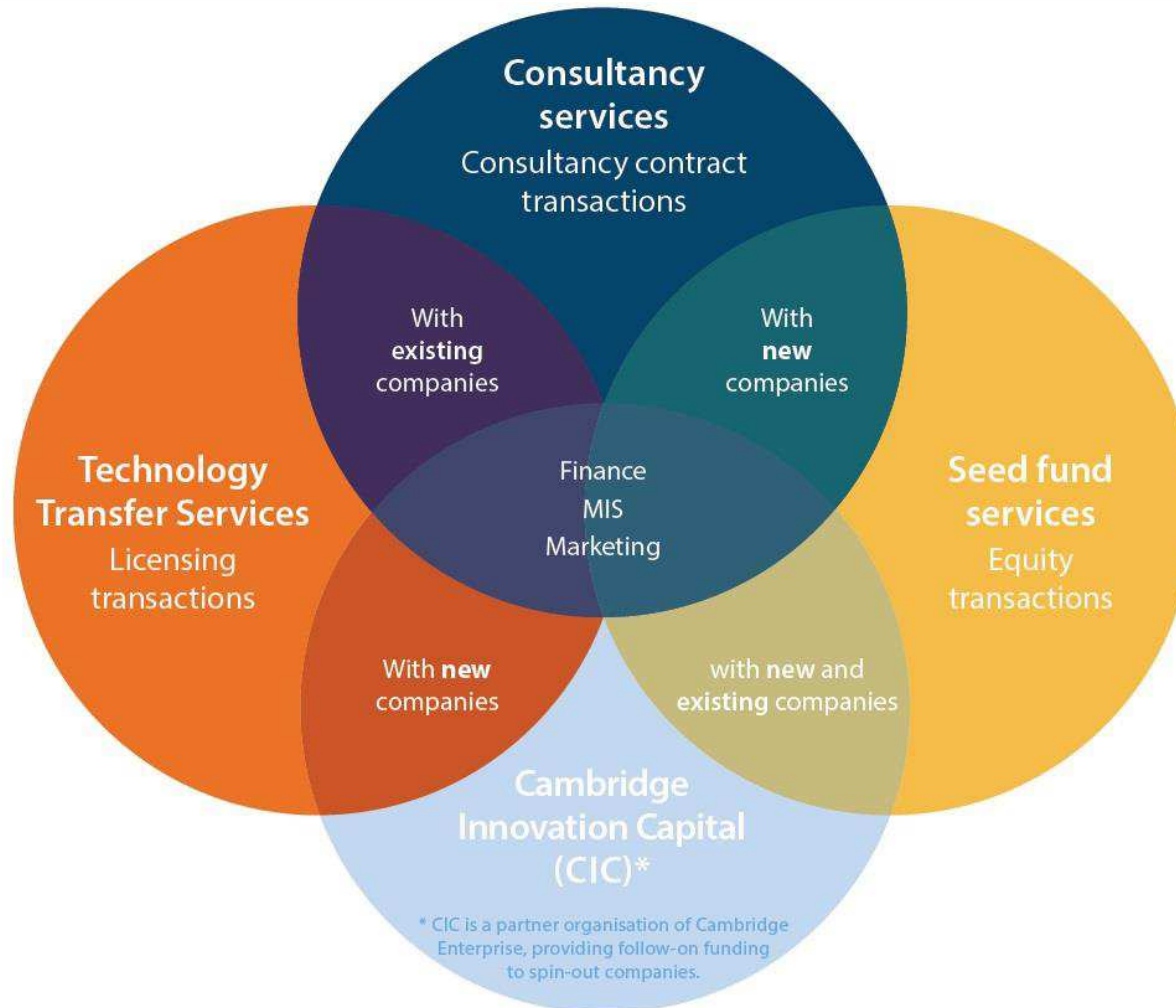 Consultancy
services
Consultancy contract
transactions
With
existing
companies
With
new
companies
Technology
Transfer Services
Licensing
transactions
Finance
MIS
Marketing
Seed fund
services
Equity
transactions
With new
companies
with new and
existing companies
Cambridge
Innovation Capital
(CIC)*
* CIC is a partner organisation of Cambridge
Enterprise, providing follow-on funding
to spin-out companies.